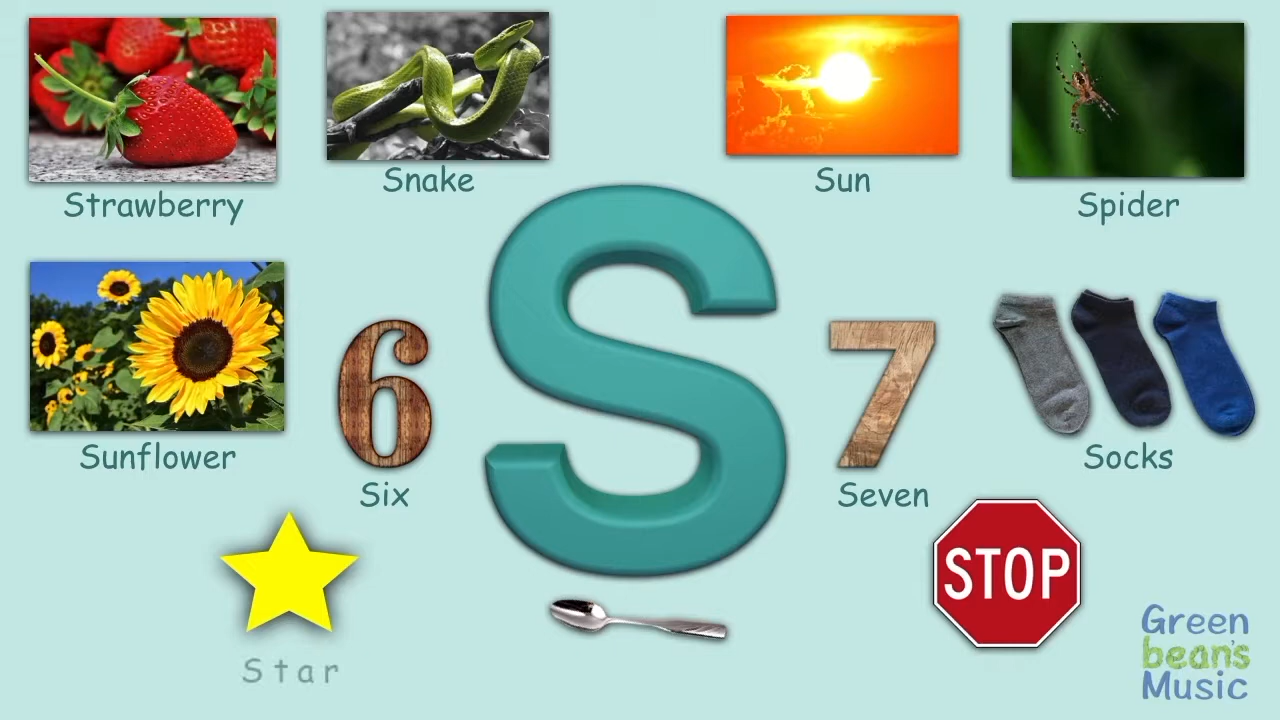 Strawberry
Snake
Sun
Spider
Sunflower
6
Six
S
7
Seven
Socks
Star
STOP
Green
bean's
Music